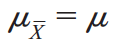 μ_X̅ = μ